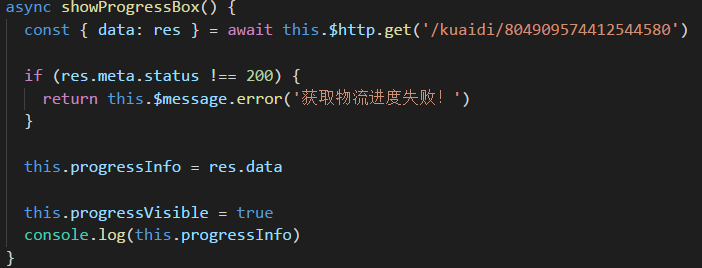 async showProgressBox() {
const { data: res } = await this.$http.get('/kuaidi/804909574412544580')
if (res.meta.status !== 200) {
return this.$message.error('获取物流进度失败！')
}
this.progressInfo = res.data
this.progressVisible = true
console.log(this.progressInfo)
}